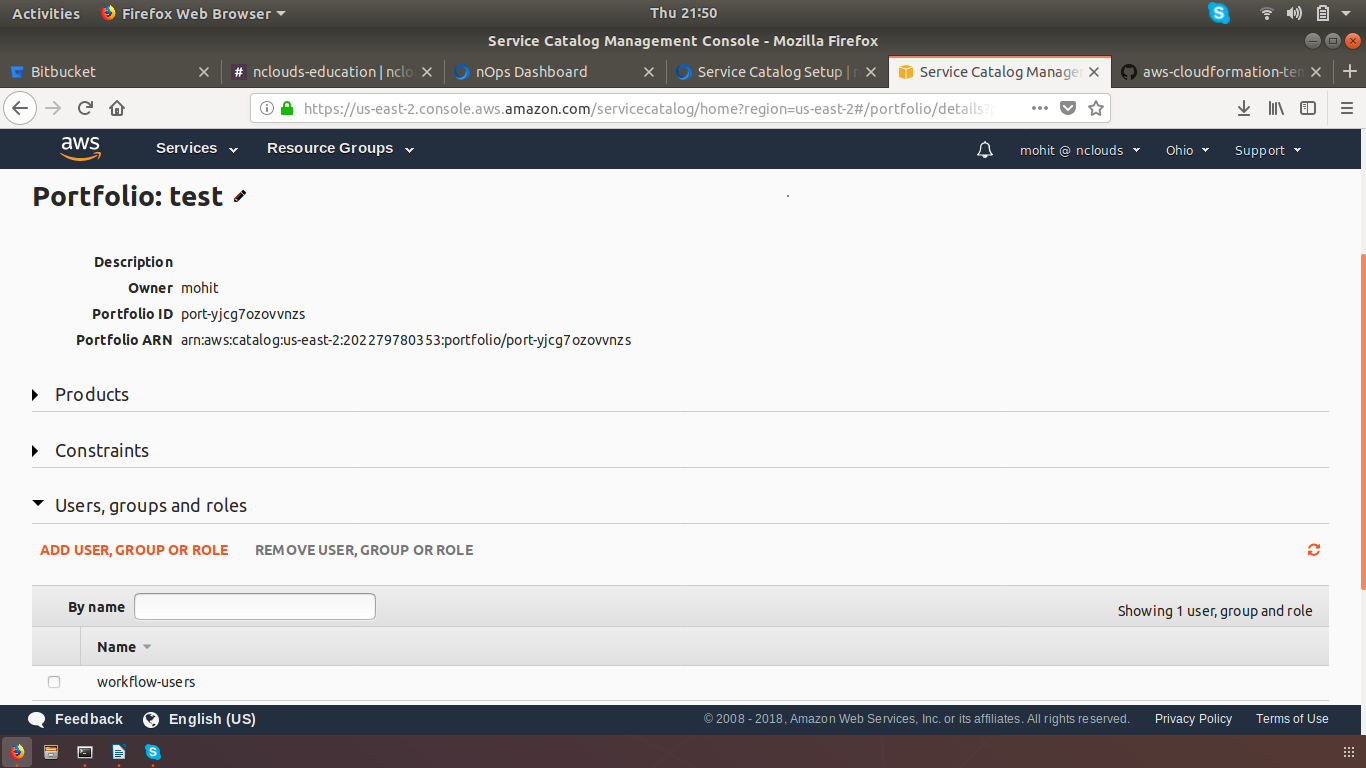 Activities Firefox Web Browser Thu 21:50
Service Catalog Management Console - Mozilla Firefox
Bitbucket nclouds-education | nclo nOps Dashboard Service Catalog Setup | n Service Catalog Manage aws-cloudformation-tem
https://us-east-2.console.aws.amazon.com/servicecatalog/home?region=us-east-2#/portfolio/details?
aws Services Resource Groups mohit @ nclouds Ohio Support
Portfolio: test
Description
Owner mohit
Portfolio ID port-yjcg7ozovvnzs
Portfolio ARN arn:aws:catalog:us-east-2:202279780353:portfolio/port-yjcg7ozovvnzs
Products
Constraints
Users, groups and roles
ADD USER, GROUP OR ROLE REMOVE USER, GROUP OR ROLE
By name Showing 1 user, group and role
Name
workflow-users
Feedback English (US) © 2008 - 2018, Amazon Web Services, Inc. or its affiliates. All rights reserved. Privacy Policy Terms of Use